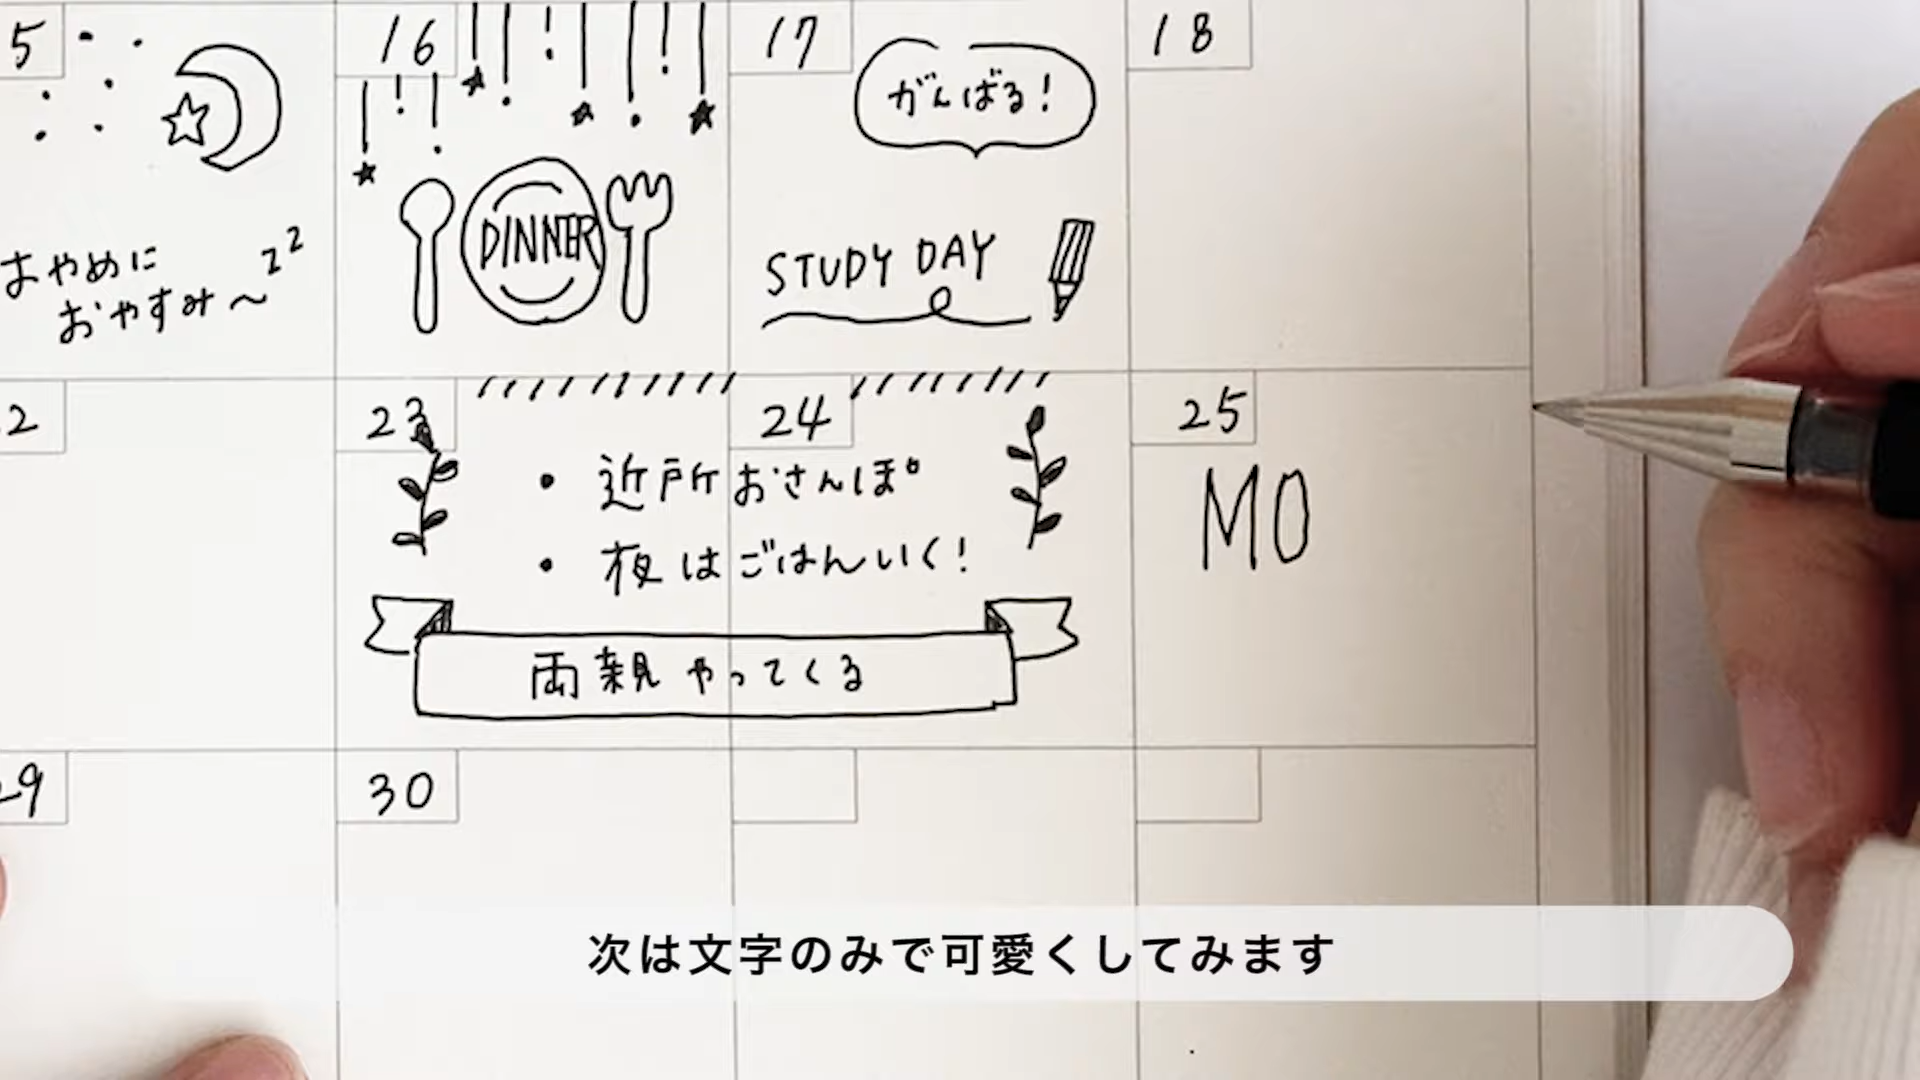 5
16
17
18
がんばる!
DINNER
STUDY DAY
はやめに
おやすみ〜zz
2
23
24
25
・近所おさんぽ
・夜はごはんいく!
両親やってくる
MO
29
30
次は文字のみで可愛くしてみます